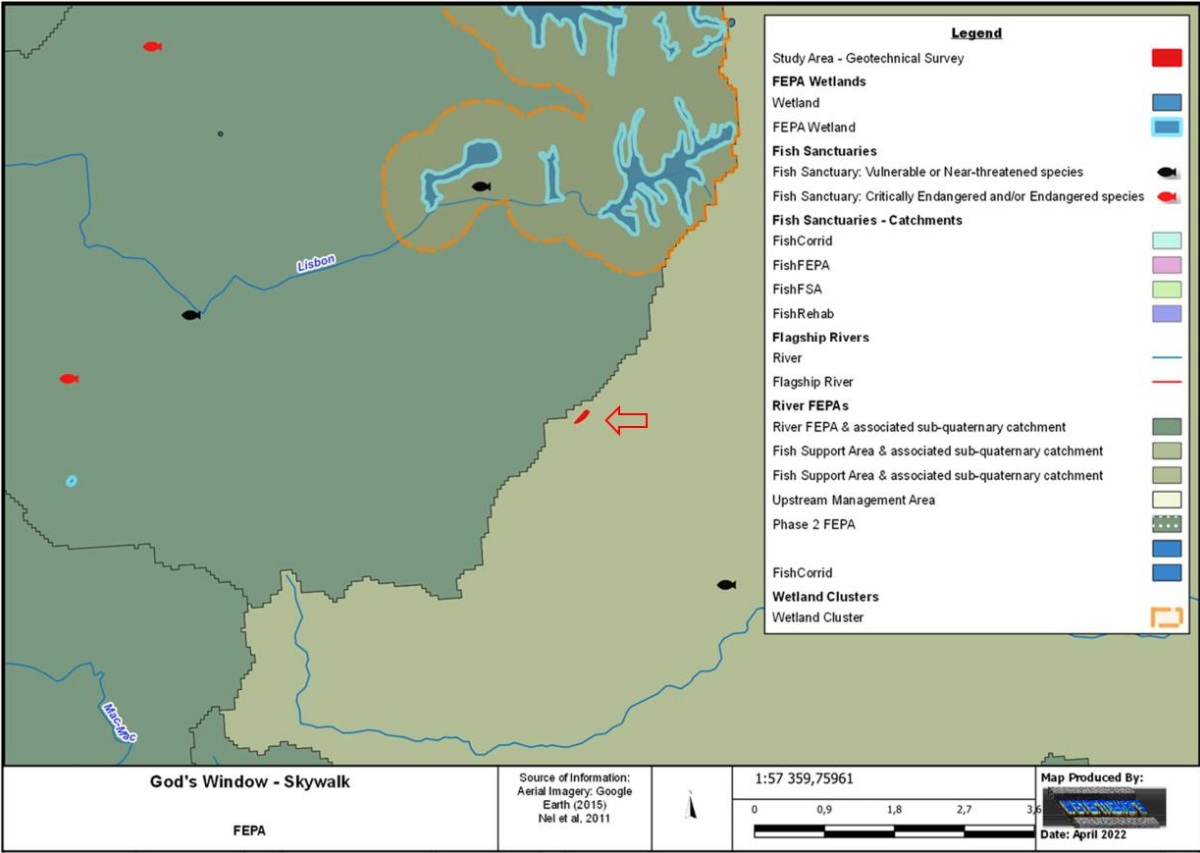 Legend
Study Area - Geotechnical Survey
FEPA Wetlands
Wetland
FEPA Wetland
Fish Sanctuaries
Fish Sanctuary: Vulnerable or Near-threatened species
Fish Sanctuary: Critically Endangered and/or Endangered species
Fish Sanctuaries - Catchments
FishCorrid
FishFEPA
FishFSA
FishRehab
Flagship Rivers
River
Flagship River
River FEPAs
River FEPA & associated sub-quaternary catchment
Fish Support Area & associated sub-quaternary catchment
Fish Support Area & associated sub-quaternary catchment
Upstream Management Area
Phase 2 FEPA
FishCorrid
Wetland Clusters
Wetland Cluster
Lisbon
Mac-Mac
God's Window - Skywalk
FEPA
Source of Information:
Aerial Imagery: Google
Earth (2015)
Nel et al, 2011
1:57 359,75961
0 0,9 1,8 2,7 3,6
Map Produced By:
Date: April 2022